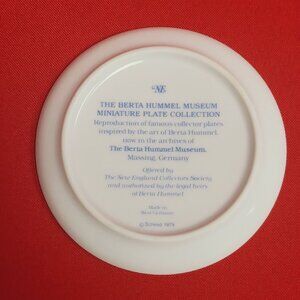 NE
THE BERTA HUMMEL MUSEUM
MINIATURE PLATE COLLECTION
Reproduction of famous collector plates
inspired by the art of Berta Hummel,
now in the archives of
The Berta Hummel Museum,
Massing, Germany
Offered by
The New England Collectors Society
and authorized by the legal heirs
of Berta Hummel
Made in
West Germany
© Schmid 1979